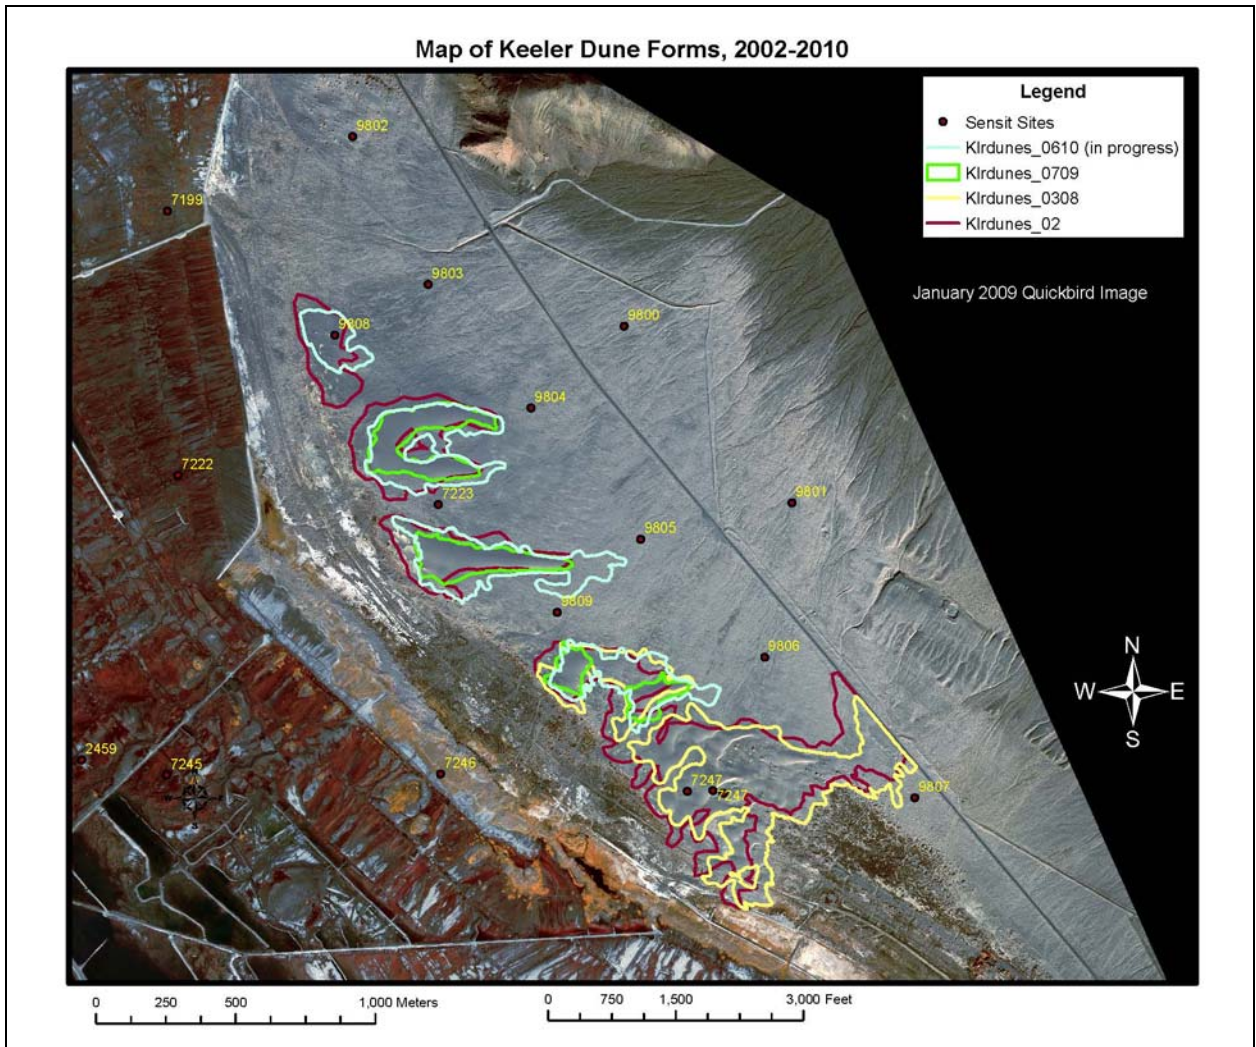 Map of Keeler Dune Forms, 2002-2010
Legend
Sensit Sites
Klrdunes_0610 (in progress)
Klrdunes_0709
Klrdunes_0308
Klrdunes_02
January 2009 Quickbird Image
9802
7199
9803
9800
9808
9804
7222
7223
9801
9805
9809
9806
2459
7245
7246
7247
7247
9807
N
W E
S
0 250 500 1,000 Meters
0 750 1,500 3,000 Feet